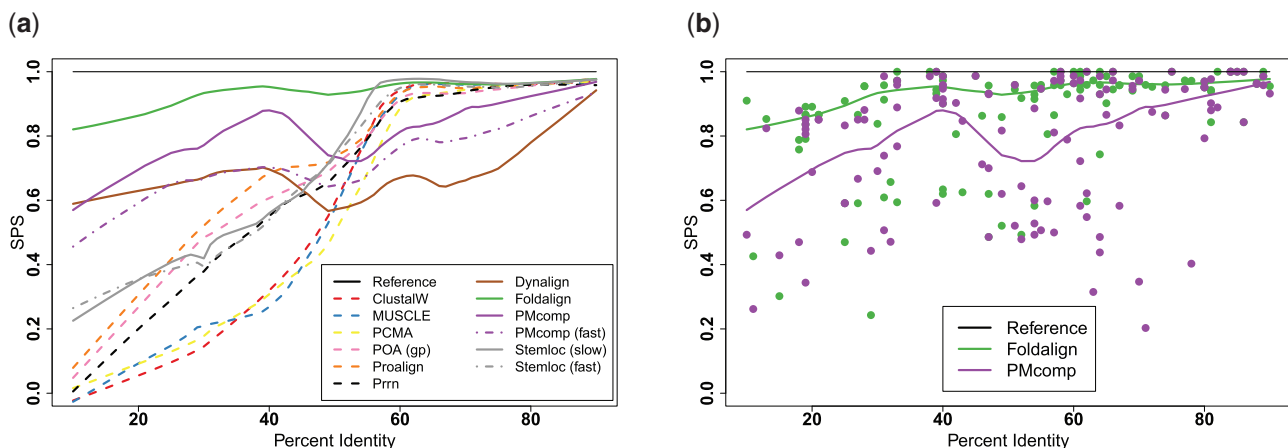 (a)
SPS
1.0
0.8
0.6
0.4
0.2
0.0
20
40
60
80
Percent Identity
Reference
ClustalW
MUSCLE
PCMA
POA (gp)
Proalign
Prrn
Dynalign
Foldalign
PMcomp
PMcomp (fast)
Stemloc (slow)
Stemloc (fast)
(b)
SPS
1.0
0.8
0.6
0.4
0.2
0.0
20
40
60
80
Percent Identity
Reference
Foldalign
PMcomp